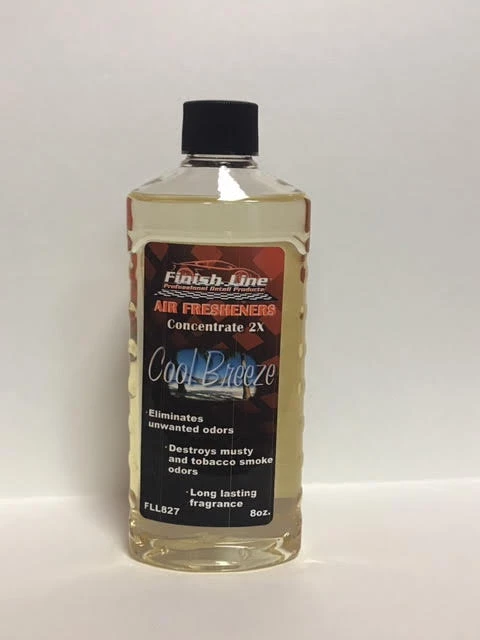 Finish Line
Professional Detail Products
AIR FRESHENERS
Concentrate 2X
Cool Breeze
·Eliminates
unwanted odors
·Destroys musty
and tobacco smoke
odors
·Long lasting
fragrance
FLL827 8oz.